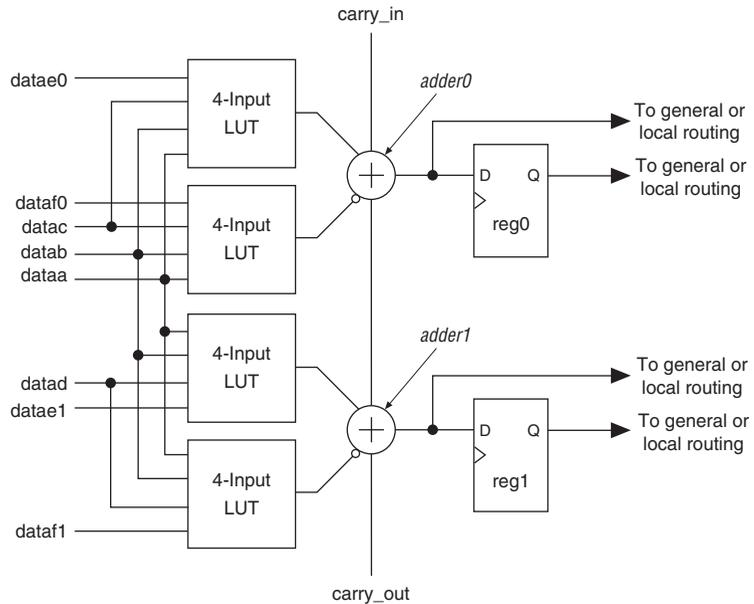 carry_in
adder0
datae0
4-Input
LUT
To general or
local routing
D Q
reg0
To general or
local routing
dataf0
datac
datab
dataa
4-Input
LUT
adder1
4-Input
LUT
To general or
local routing
datad
datae1
D Q
reg1
To general or
local routing
4-Input
LUT
dataf1
carry_out